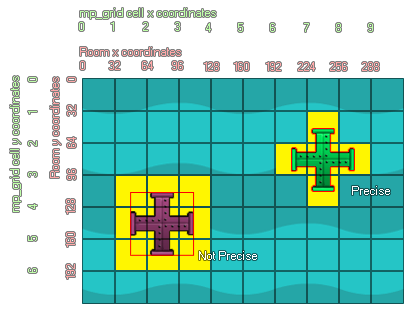 mp_grid cell x coordinates
0 1 2 3 4 5 6 7 8 9
Room x coordinates
0 32 64 96 128 160 192 224 256 288
mp_grid cell y coordinates
0 1 2 3 4 5 6
Room y coordinates
0 32 64 96 128 160 192
Precise
Not Precise